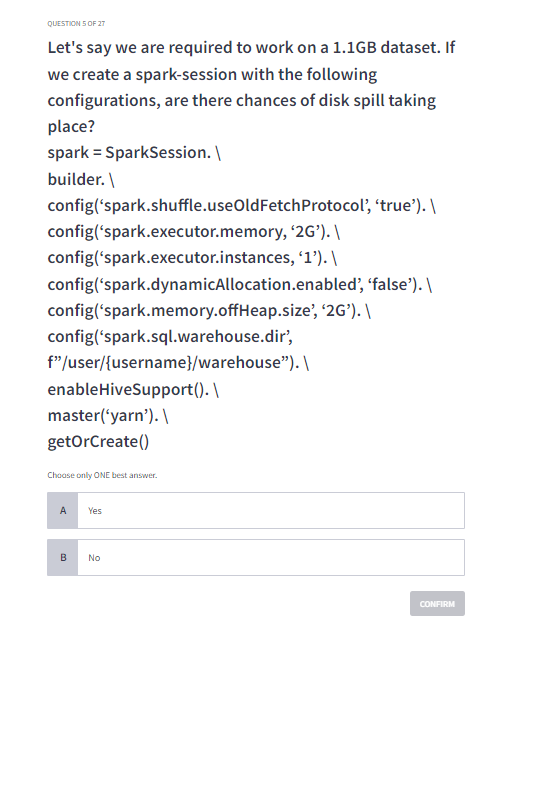 QUESTION 5 OF 27
Let's say we are required to work on a 1.1GB dataset. If
we create a spark-session with the following
configurations, are there chances of disk spill taking
place?
spark = SparkSession. \
builder. \
config(‘spark.shuffle.useOldFetchProtocol’, ‘true’). \
config(‘spark.executor.memory, ‘2G’). \
config(‘spark.executor.instances, ‘1’). \
config(‘spark.dynamicAllocation.enabled’, ‘false’). \
config(‘spark.memory.offHeap.size’, ‘2G’). \
config(‘spark.sql.warehouse.dir’,
f”/user/{username}/warehouse”). \
enableHiveSupport(). \
master(‘yarn’). \
getOrCreate()
Choose only ONE best answer.
A Yes
B No
CONFIRM